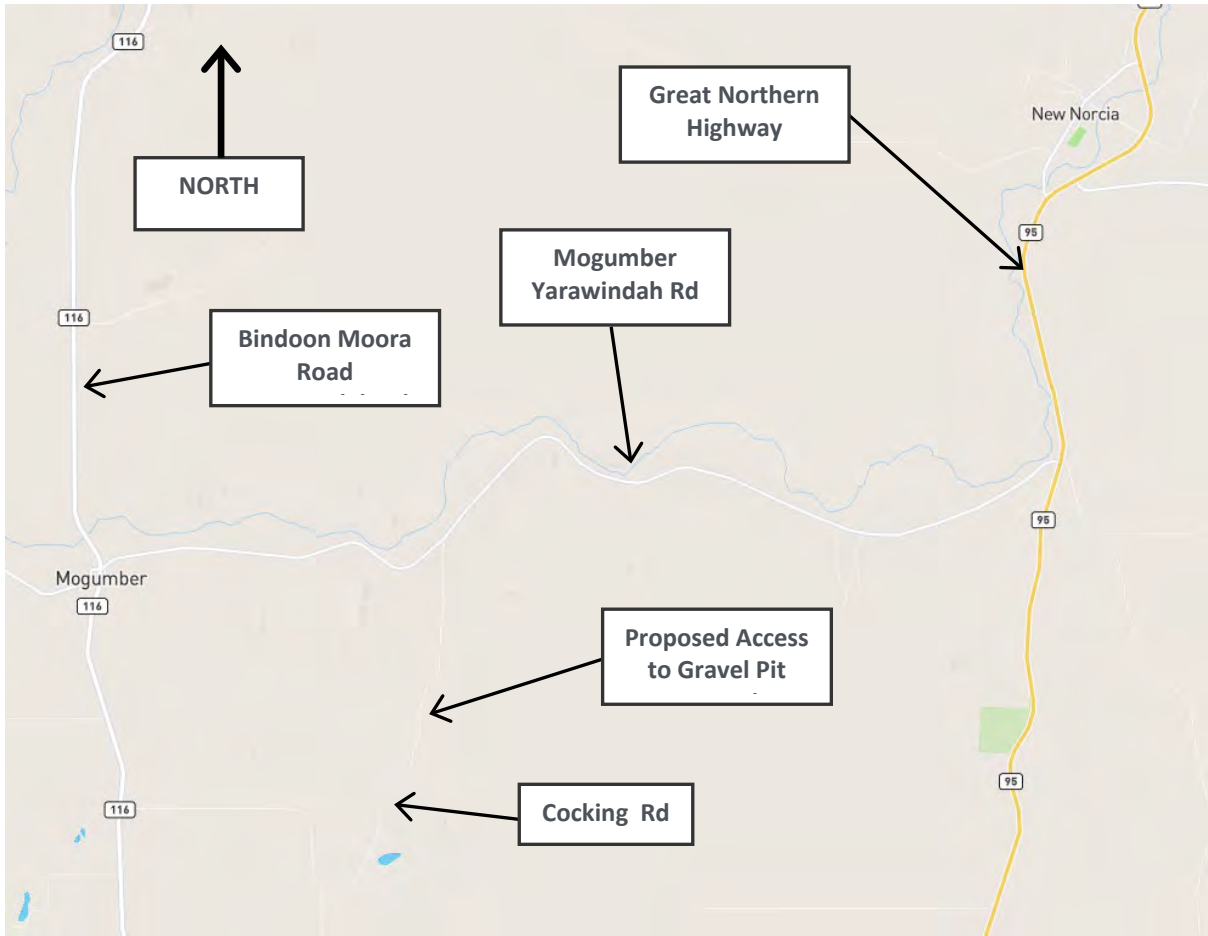 116
Great Northern
Highway
New Norcia
NORTH
95
Mogumber
Yarawindah Rd
116
Bindoon Moora
Road
95
Mogumber
116
Proposed Access
to Gravel Pit
95
116
Cocking Rd